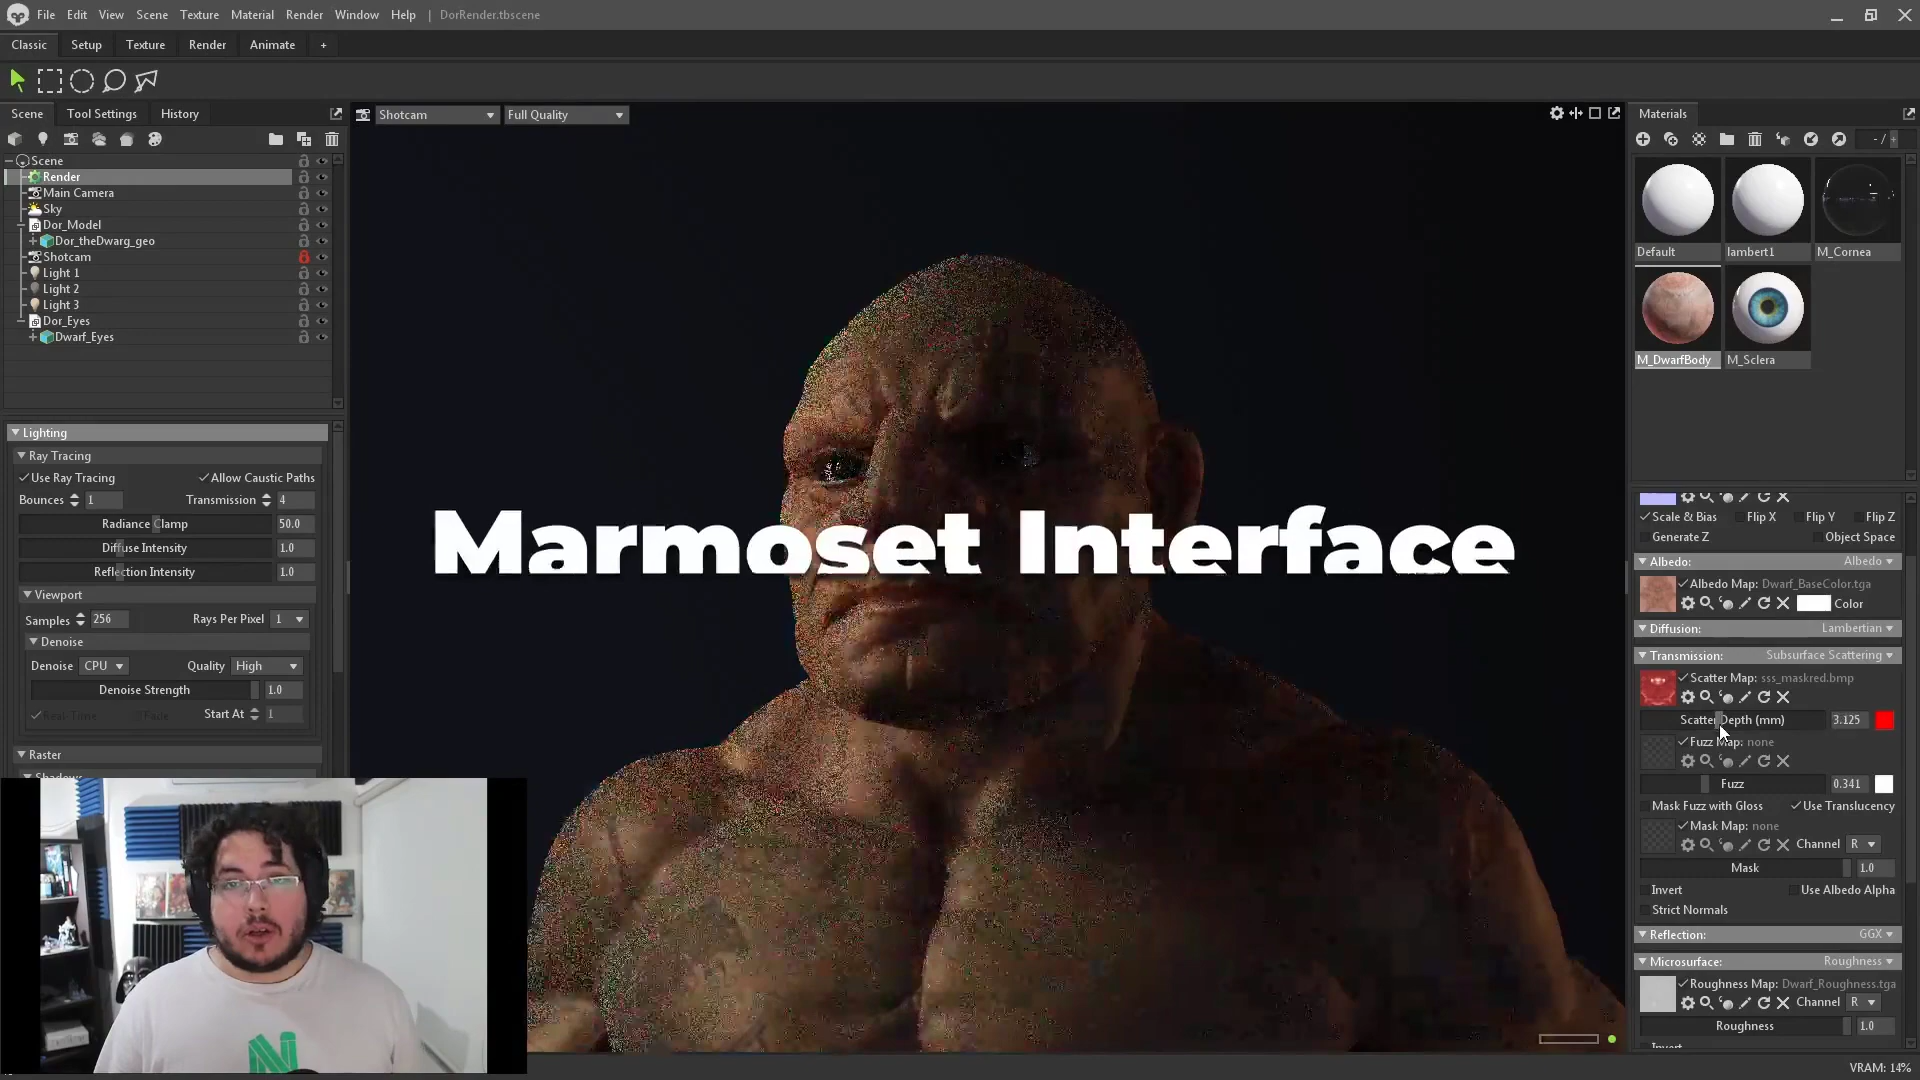 File Edit View Scene Texture Material Render Window Help | DorRender.tbscene
Classic Setup Texture Render Animate +
Scene Tool Settings History
Scene
Render
Main Camera
Sky
Dor_Model
Dor_theDwarg_geo
Shotcam
Light 1
Light 2
Light 3
Dor_Eyes
Dwarf_Eyes
Lighting
Ray Tracing
Use Ray Tracing Allow Caustic Paths
Bounces 1 Transmission 4
Radiance Clamp 50.0
Diffuse Intensity 1.0
Reflection Intensity 1.0
Viewport
Samples 256 Rays Per Pixel 1
Denoise
Denoise CPU Quality High
Denoise Strength 1.0
Real-Time Fade Start At 1
Raster
Shotcam Full Quality
Marmoset Interface
N
Materials
- / +
Default lambert1 M_Cornea
M_DwarfBody M_Sclera
Scale & Bias Flip X Flip Y Flip Z
Generate Z Object Space
Albedo: Albedo
Albedo Map: Dwarf_BaseColor.tga
Color
Diffusion: Lambertian
Transmission: Subsurface Scattering
Scatter Map: sss_maskred.bmp
Scatter Depth (mm) 3.125
Fuzz Map: none
Fuzz 0.341
Mask Fuzz with Gloss Use Translucency
Mask Map: none
Channel R
Mask 1.0
Invert Use Albedo Alpha
Strict Normals
Reflection: GGX
Microsurface: Roughness
Roughness Map: Dwarf_Roughness.tga
Channel R
Roughness 1.0
Invert
VRAM: 14%